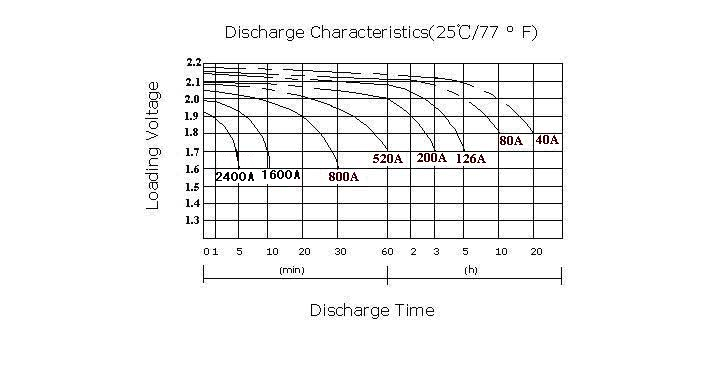 Discharge Characteristics(25℃/77 ° F)
Loading Voltage
2.2
2.1
2.0
1.9
1.8
1.7
1.6
1.5
1.4
1.3
80A 40A
520A 200A 126A
2400A 1600A 800A
0 1 5 10 20 30 60 2 3 5 10 20
(min) (h)
Discharge Time